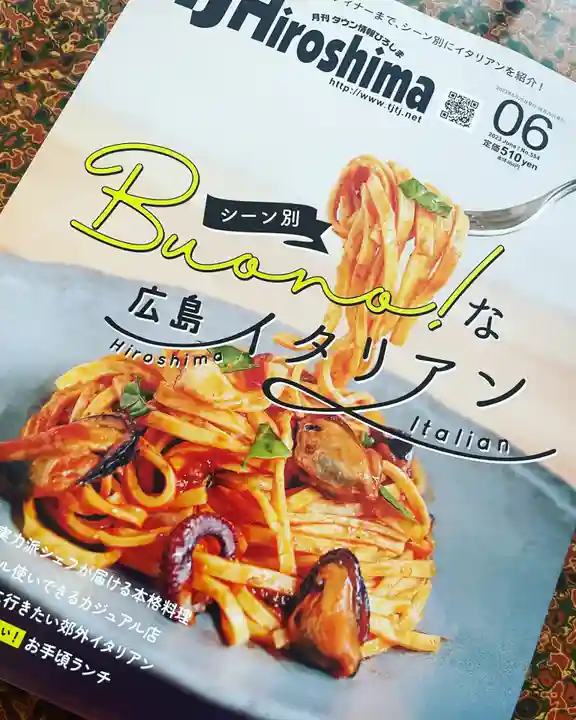 イナーまで、シーン別にイタリアンを紹介！
TJHiroshima
月刊 タウン情報ひろしま
http://www.tjtj.net
06
2023 June / No.554
定価510yen
シーン別
Buono!な
広島イタリアン
Hiroshima
Italian
実力派シェフが届ける本格料理
ル使いできるカジュアル店
に行きたい郊外イタリアン
い！お手頃ランチ